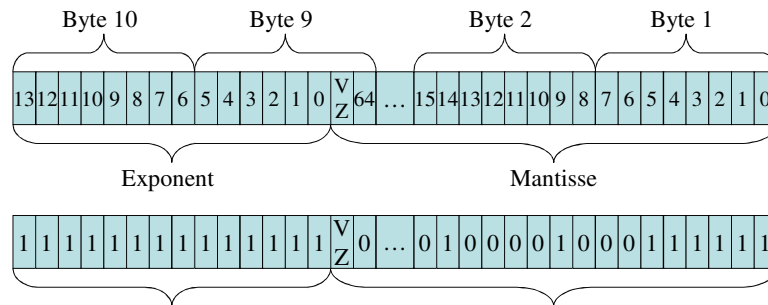 Byte 10 Byte 9 Byte 2 Byte 1
13 12 11 10 9 8 7 6 5 4 3 2 1 0 V Z 64 … 15 14 13 12 11 10 9 8 7 6 5 4 3 2 1 0
Exponent Mantisse
1 1 1 1 1 1 1 1 1 1 1 1 1 1 V Z 0 … 0 1 0 0 0 0 1 0 0 0 1 1 1 1 1 1